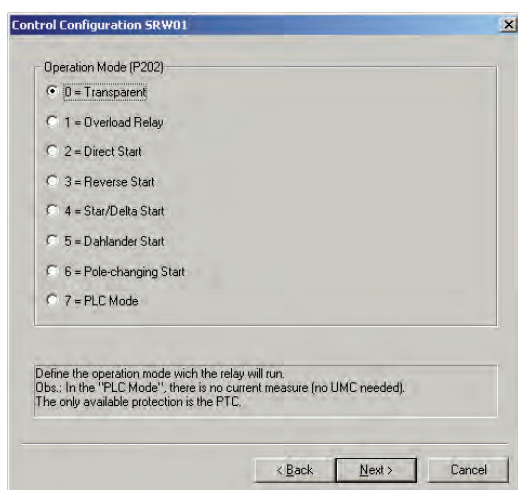 Control Configuration SRW01
Operation Mode (P202)
0 = Transparent
1 = Overload Relay
2 = Direct Start
3 = Reverse Start
4 = Star/Delta Start
5 = Dahlander Start
6 = Pole-changing Start
7 = PLC Mode
Define the operation mode wich the relay will run.
Obs.: In the "PLC Mode", there is no current measure (no UMC needed).
The only available protection is the PTC.
< Back Next > Cancel